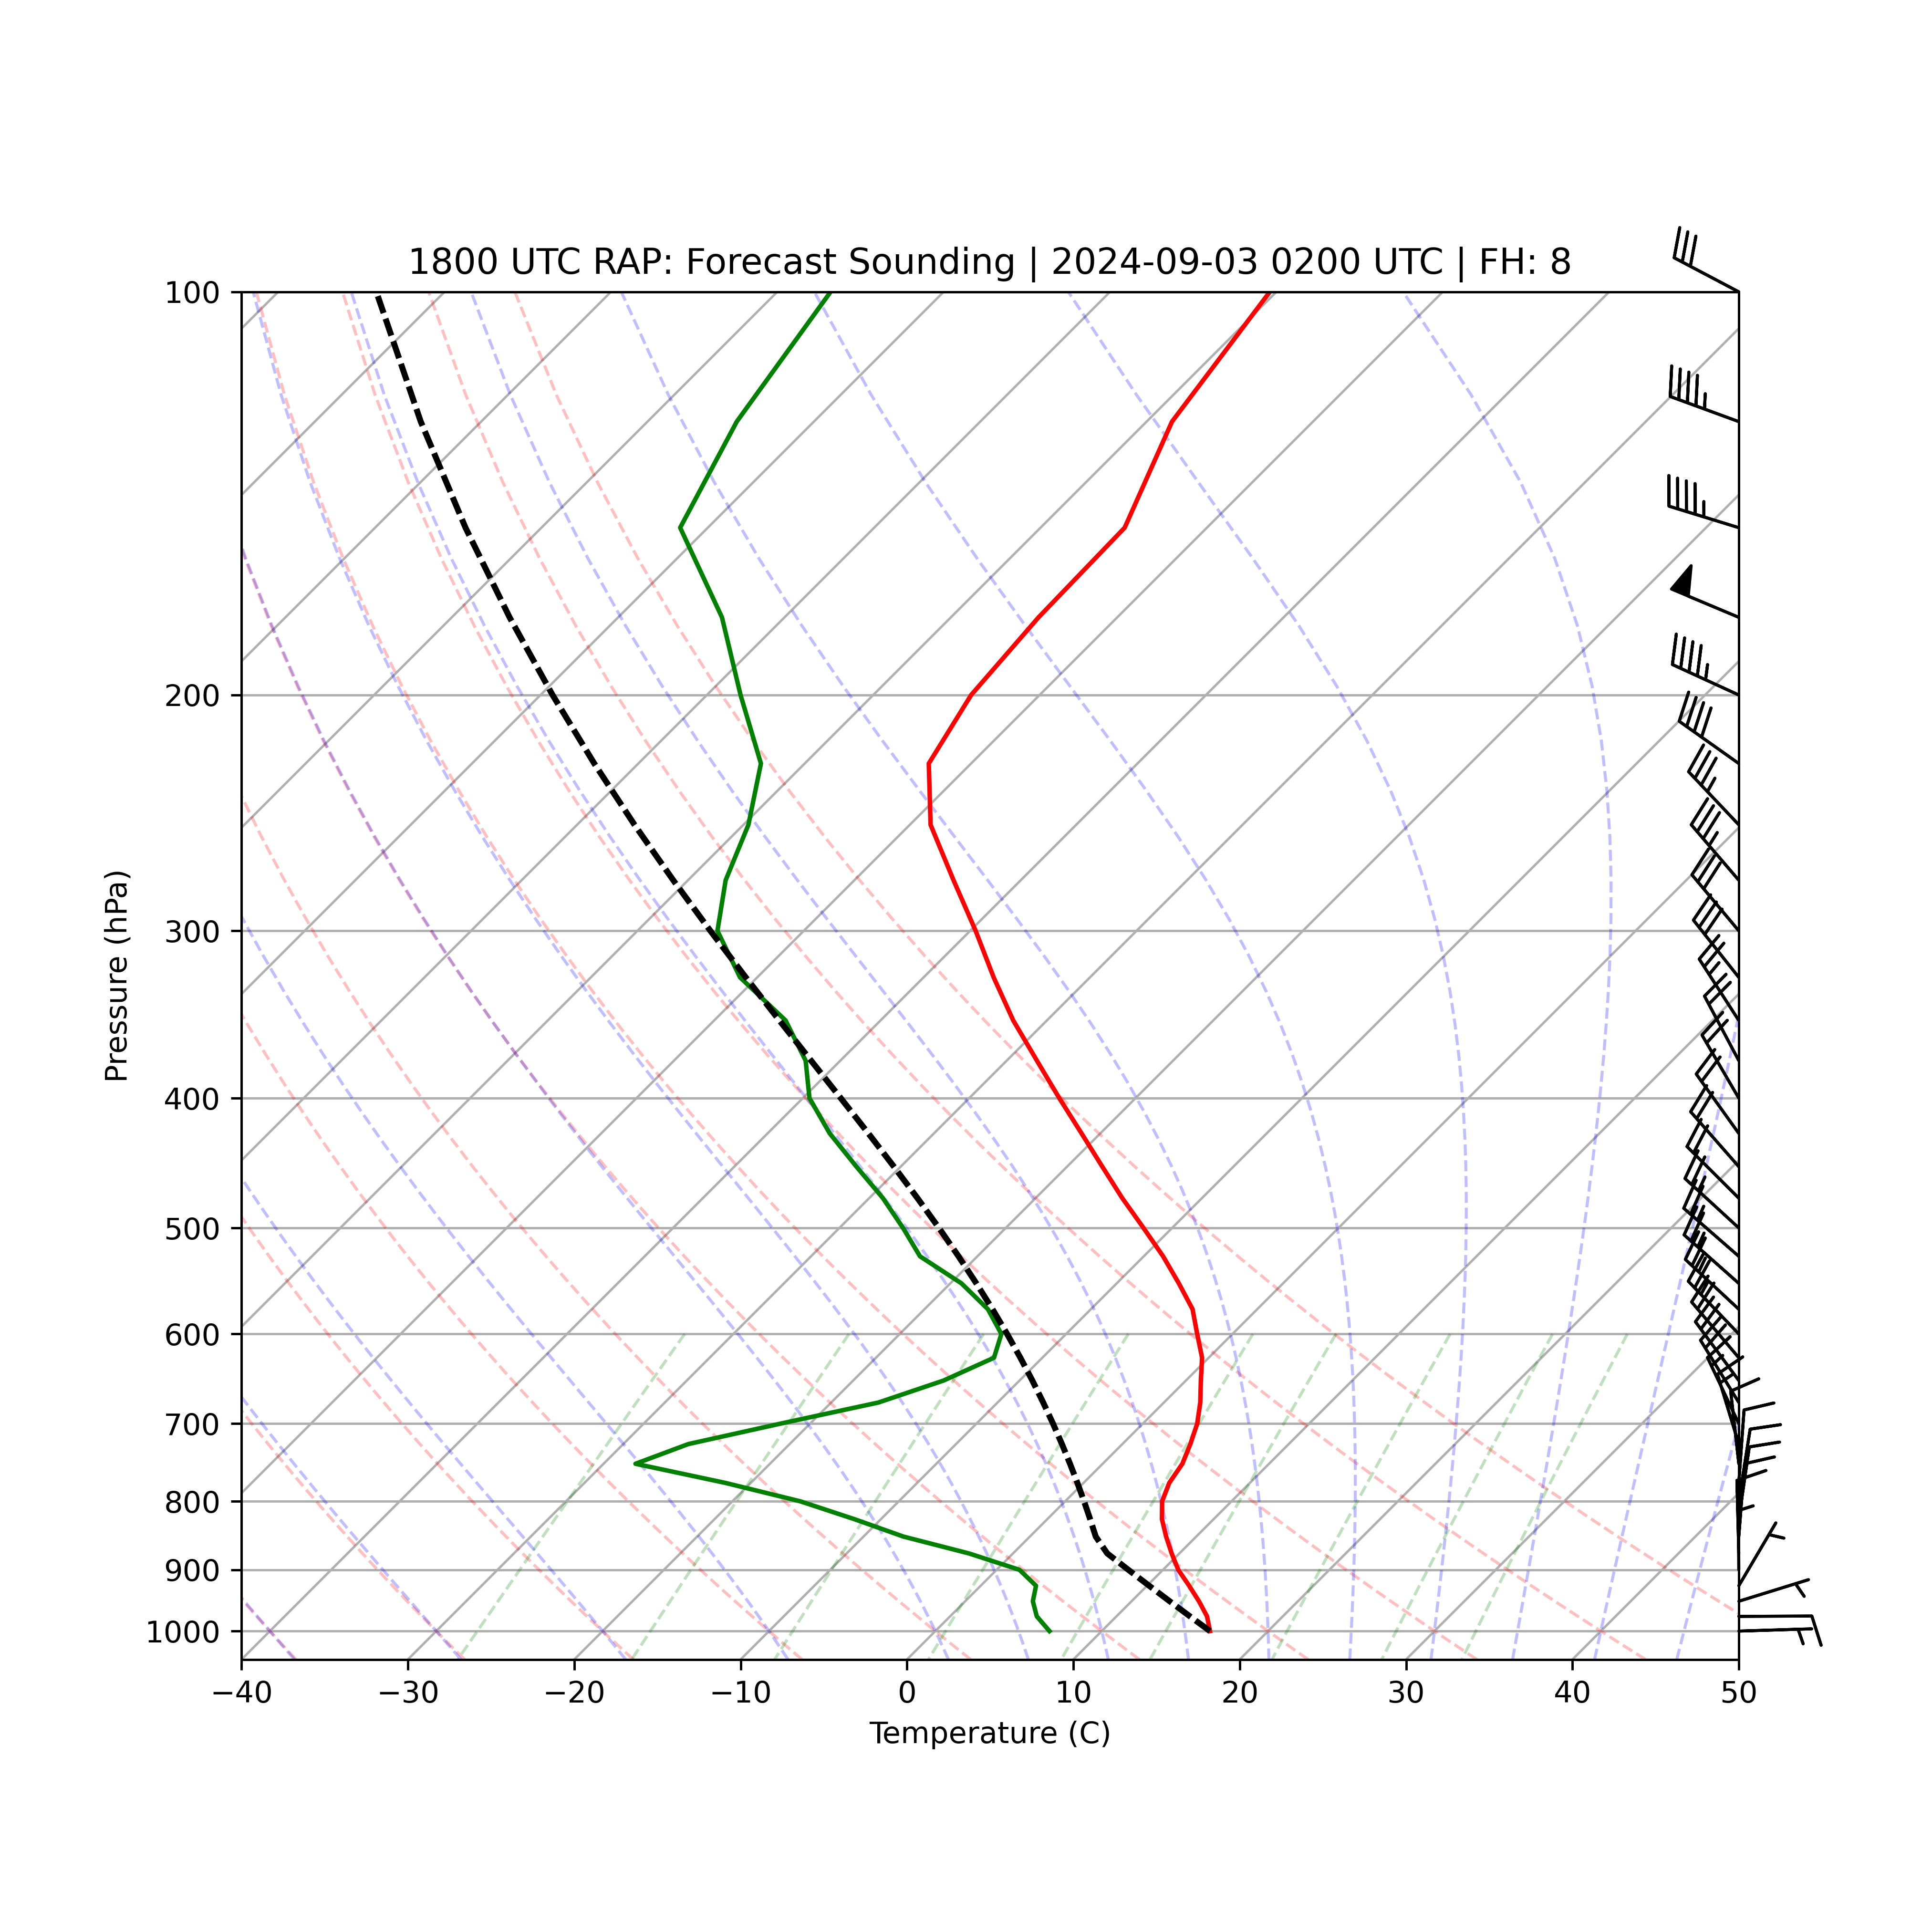 1800 UTC RAP: Forecast Sounding | 2024-09-03 0200 UTC | FH: 8
100
200
300
400
500
600
700
800
900
1000
Pressure (hPa)
−40 −30 −20 −10 0 10 20 30 40 50
Temperature (C)